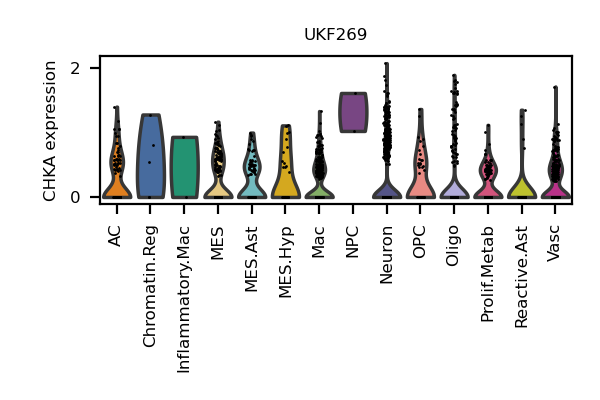 UKF269
CHKA expression
2
0
AC
Chromatin.Reg
Inflammatory.Mac
MES
MES.Ast
MES.Hyp
Mac
NPC
Neuron
OPC
Oligo
Prolif.Metab
Reactive.Ast
Vasc